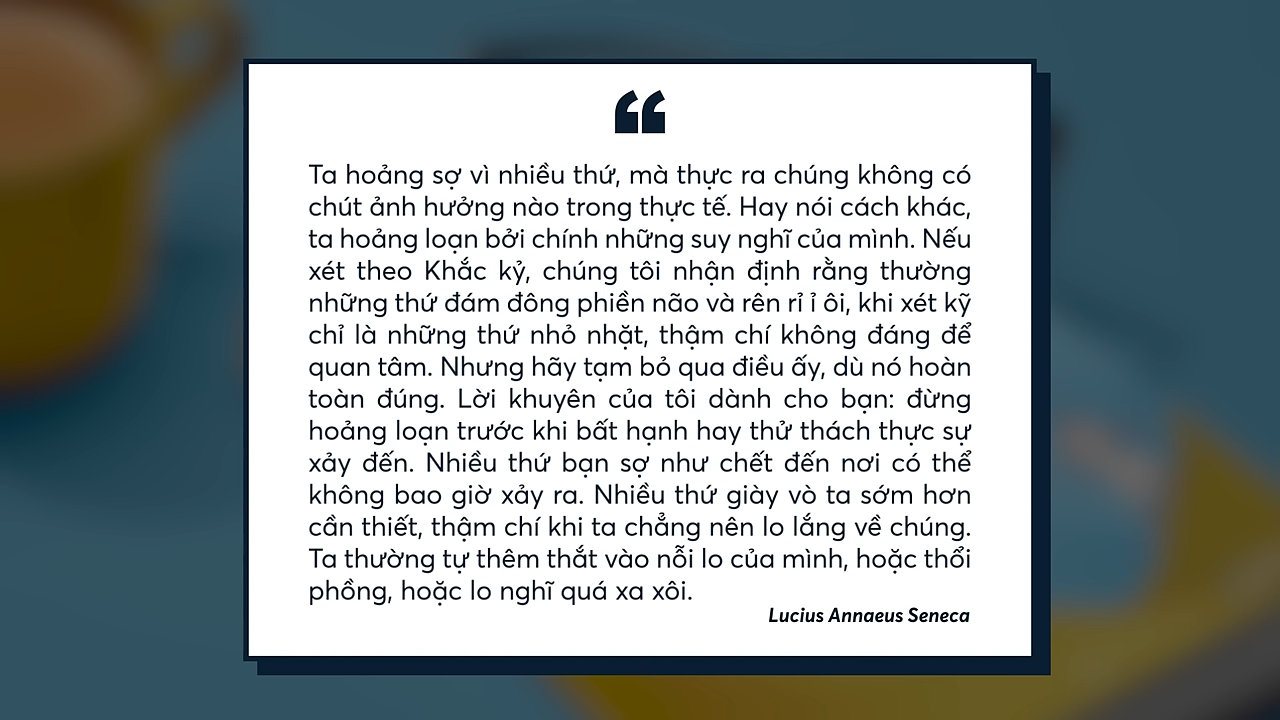 “
Ta hoảng sợ vì nhiều thứ, mà thực ra chúng không có
chút ảnh hưởng nào trong thực tế. Hay nói cách khác,
ta hoảng loạn bởi chính những suy nghĩ của mình. Nếu
xét theo Khắc kỷ, chúng tôi nhận định rằng thường
những thứ đám đông phiền não và rên rỉ ỉ ôi, khi xét kỹ
chỉ là những thứ nhỏ nhặt, thậm chí không đáng để
quan tâm. Nhưng hãy tạm bỏ qua điều ấy, dù nó hoàn
toàn đúng. Lời khuyên của tôi dành cho bạn: đừng
hoảng loạn trước khi bất hạnh hay thử thách thực sự
xảy đến. Nhiều thứ bạn sợ như chết đến nơi có thể
không bao giờ xảy ra. Nhiều thứ giày vò ta sớm hơn
cần thiết, thậm chí khi ta chẳng nên lo lắng về chúng.
Ta thường tự thêm thắt vào nỗi lo của mình, hoặc thổi
phồng, hoặc lo nghĩ quá xa xôi.
Lucius Annaeus Seneca